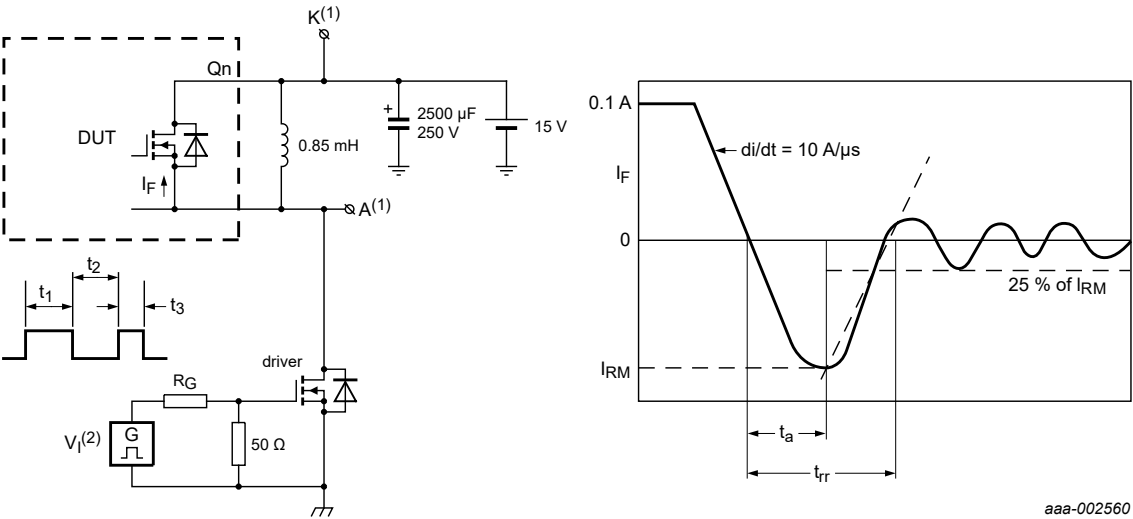 K(1)
Qn
DUT
IF
0.85 mH
+
2500 µF
250 V
15 V
A(1)
t2
t1
t3
driver
RG
VI(2)
G
50 Ω
0.1 A
di/dt = 10 A/µs
IF
0
25 % of IRM
IRM
ta
trr
aaa-002560